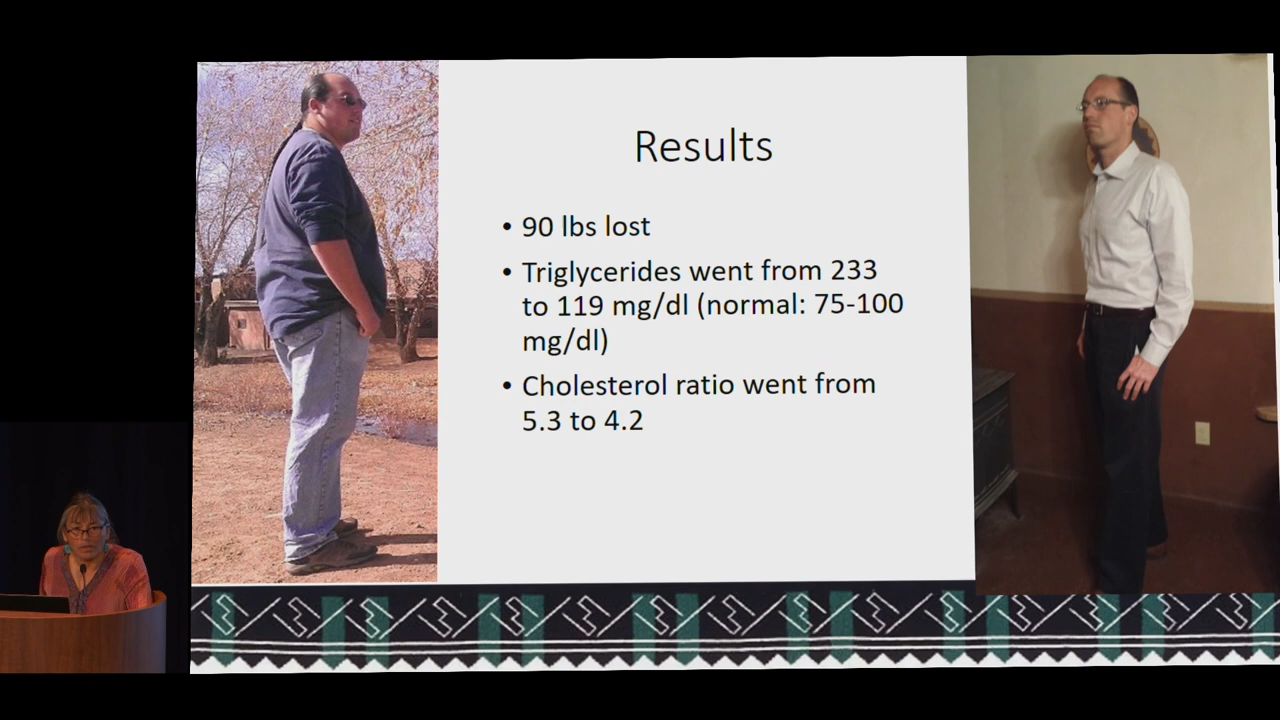 Results
• 90 lbs lost
• Triglycerides went from 233
to 119 mg/dl (normal: 75-100
mg/dl)
• Cholesterol ratio went from
5.3 to 4.2